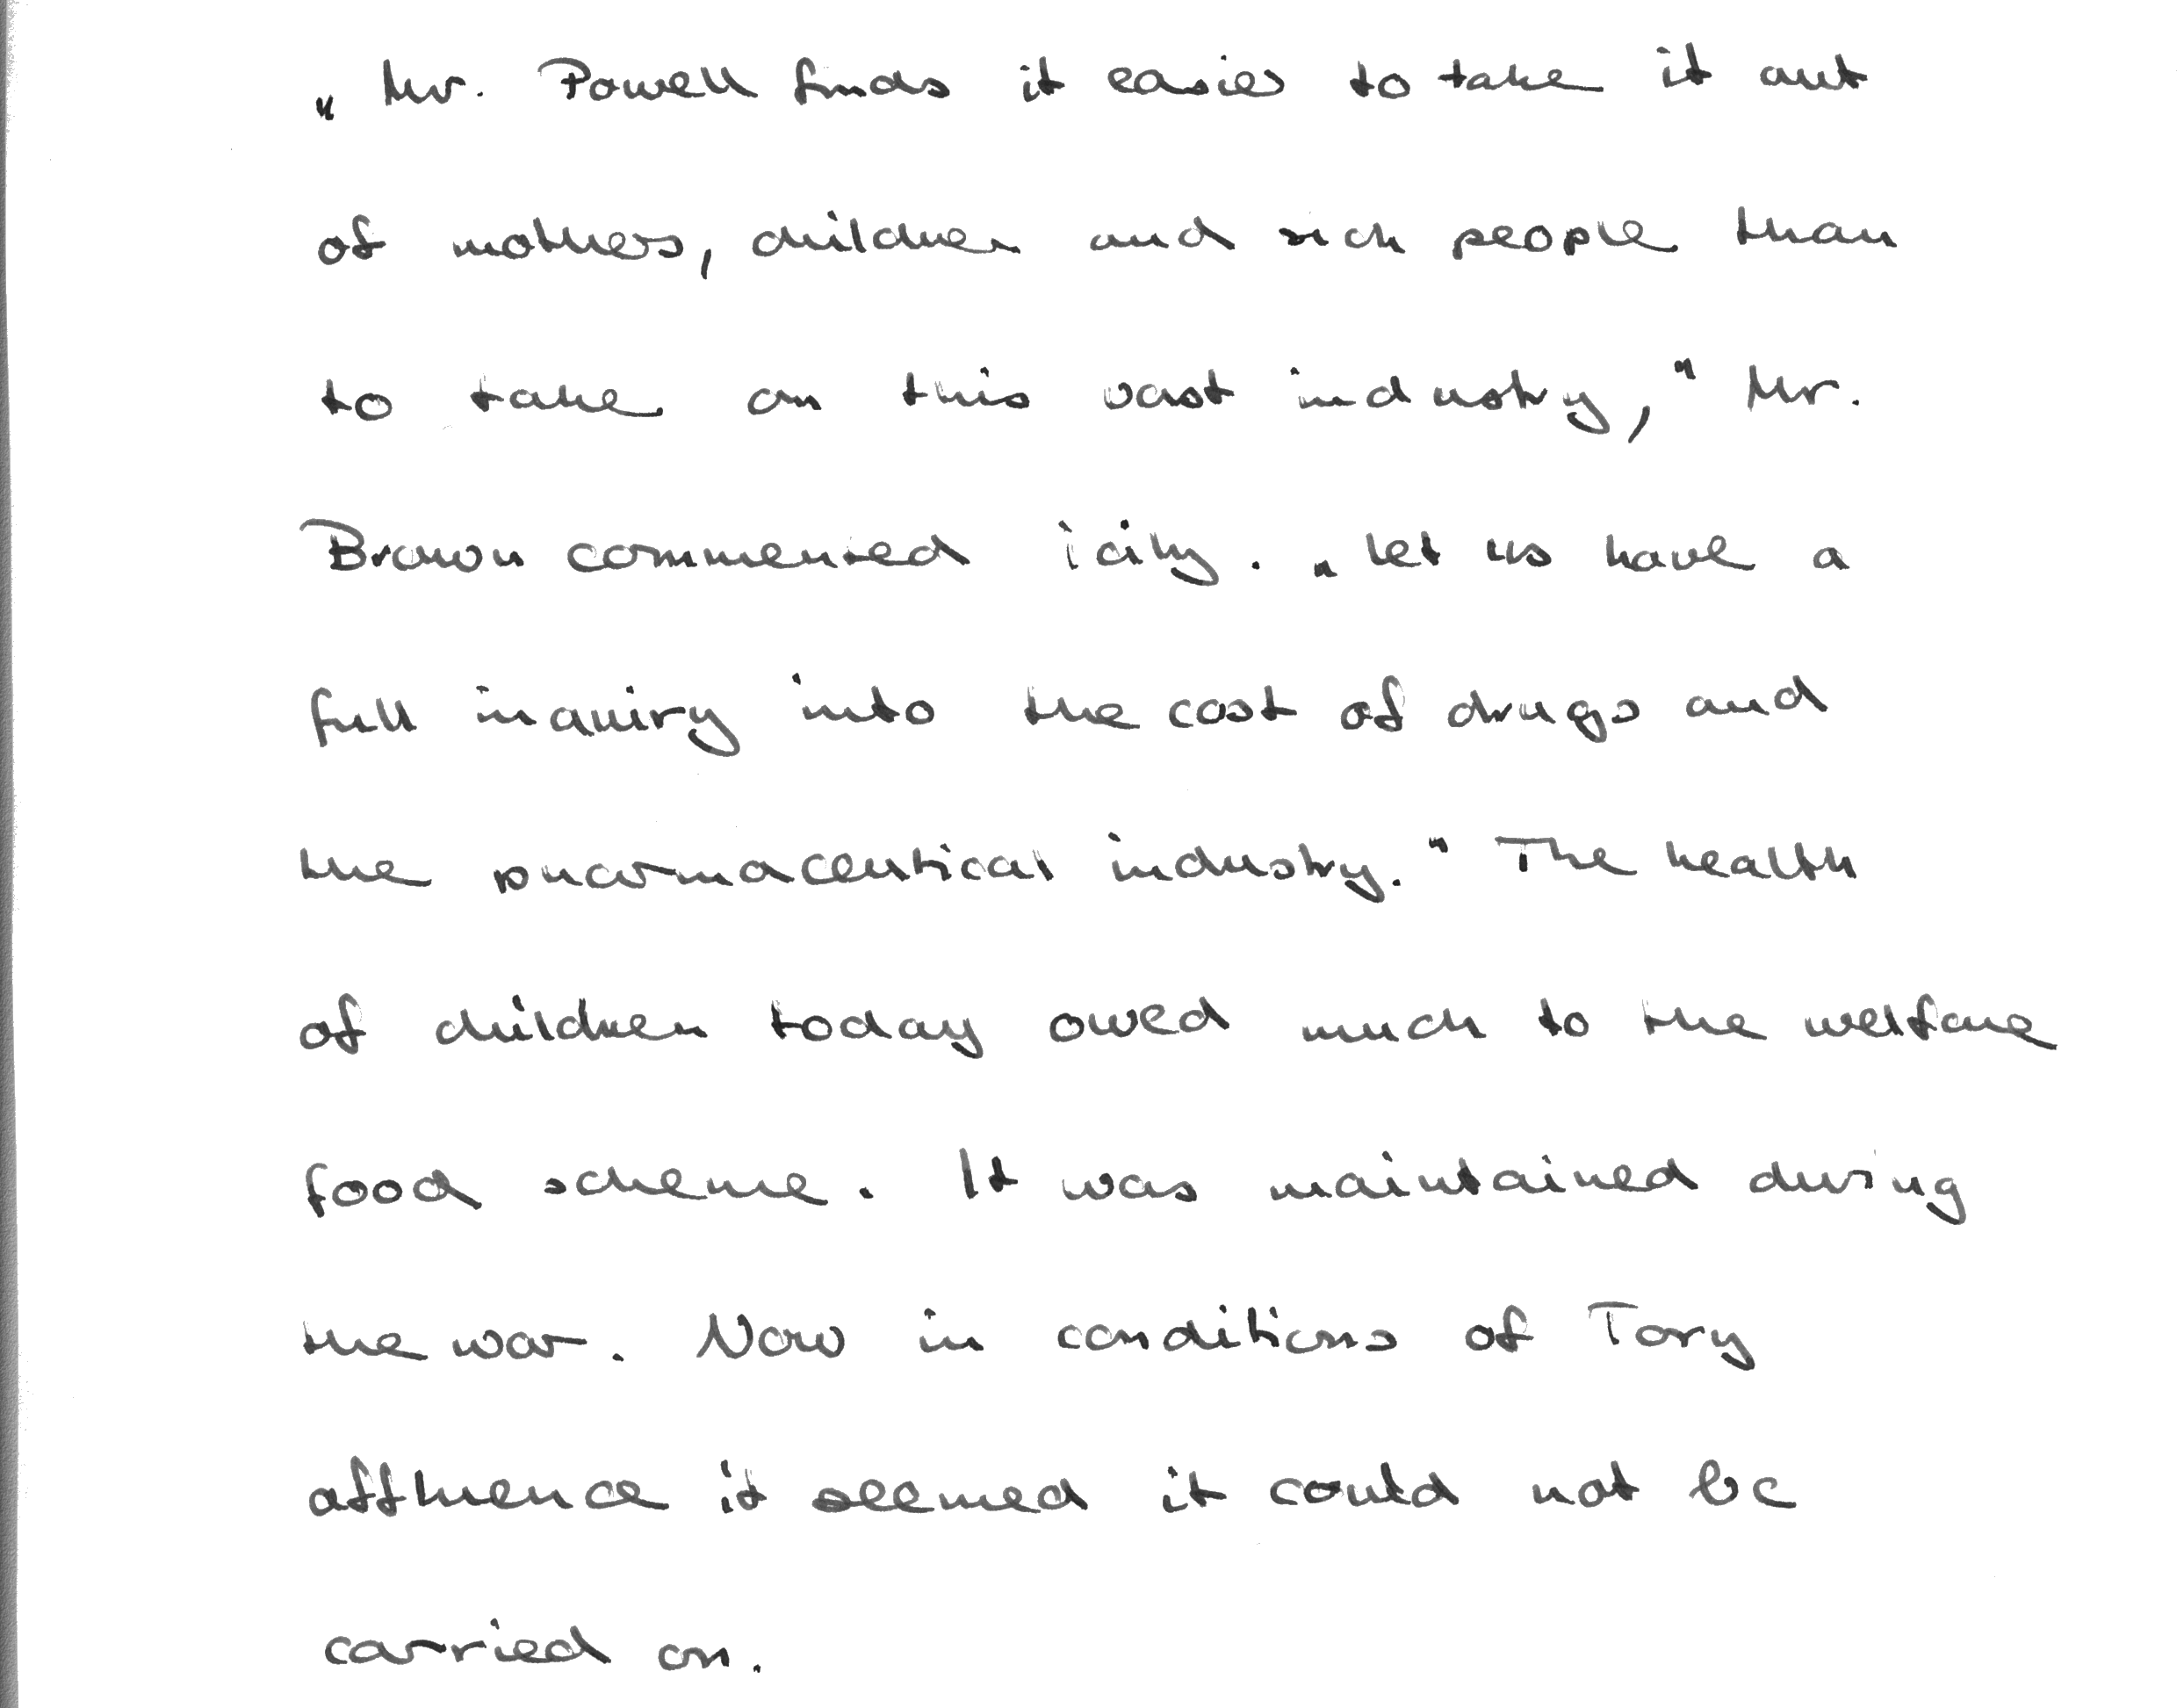 „Mr. Powell finds it easier to take it out
of mothers, children and sick people than
to take on this vast industry," Mr.
Brown commented icily. „Let us have a
full inquiry into the cost of drugs and
the pharmaceutical industry." The health
of children today owed much to the welfare
food scheme. It was maintained during
the war. Now in conditions of Tory
affluence it seemed it could not be
carried on.